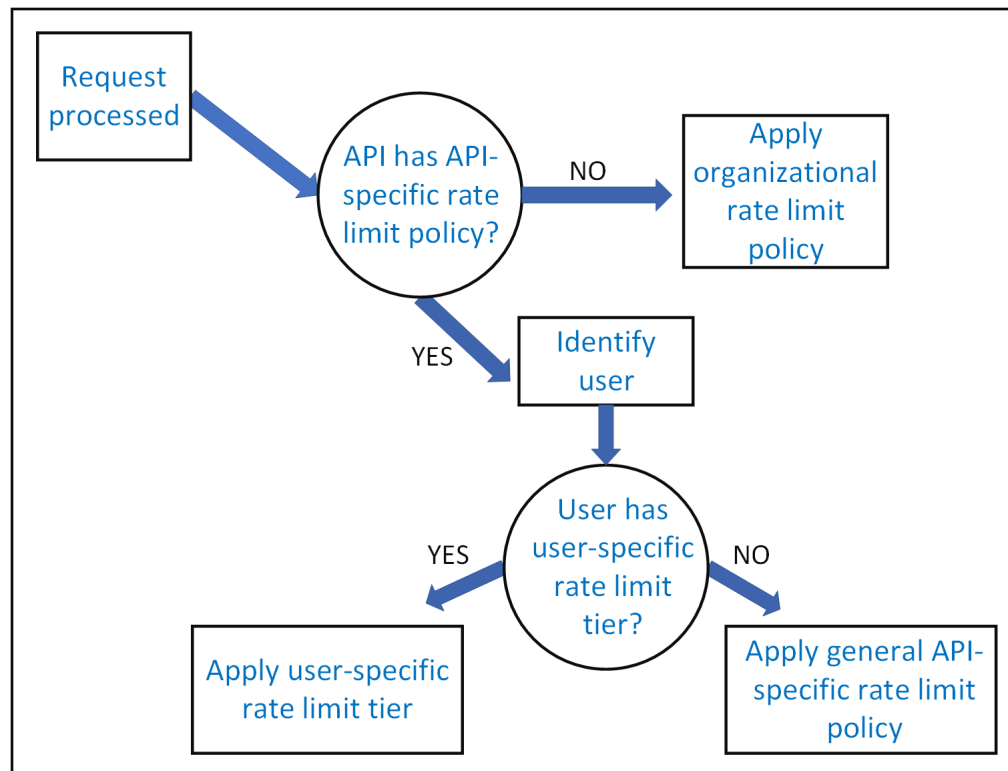 Request
processed
API has API-
specific rate
limit policy?
NO
Apply
organizational
rate limit
policy
YES
Identify
user
User has
user-specific
rate limit
tier?
YES
NO
Apply user-specific
rate limit tier
Apply general API-
specific rate limit
policy